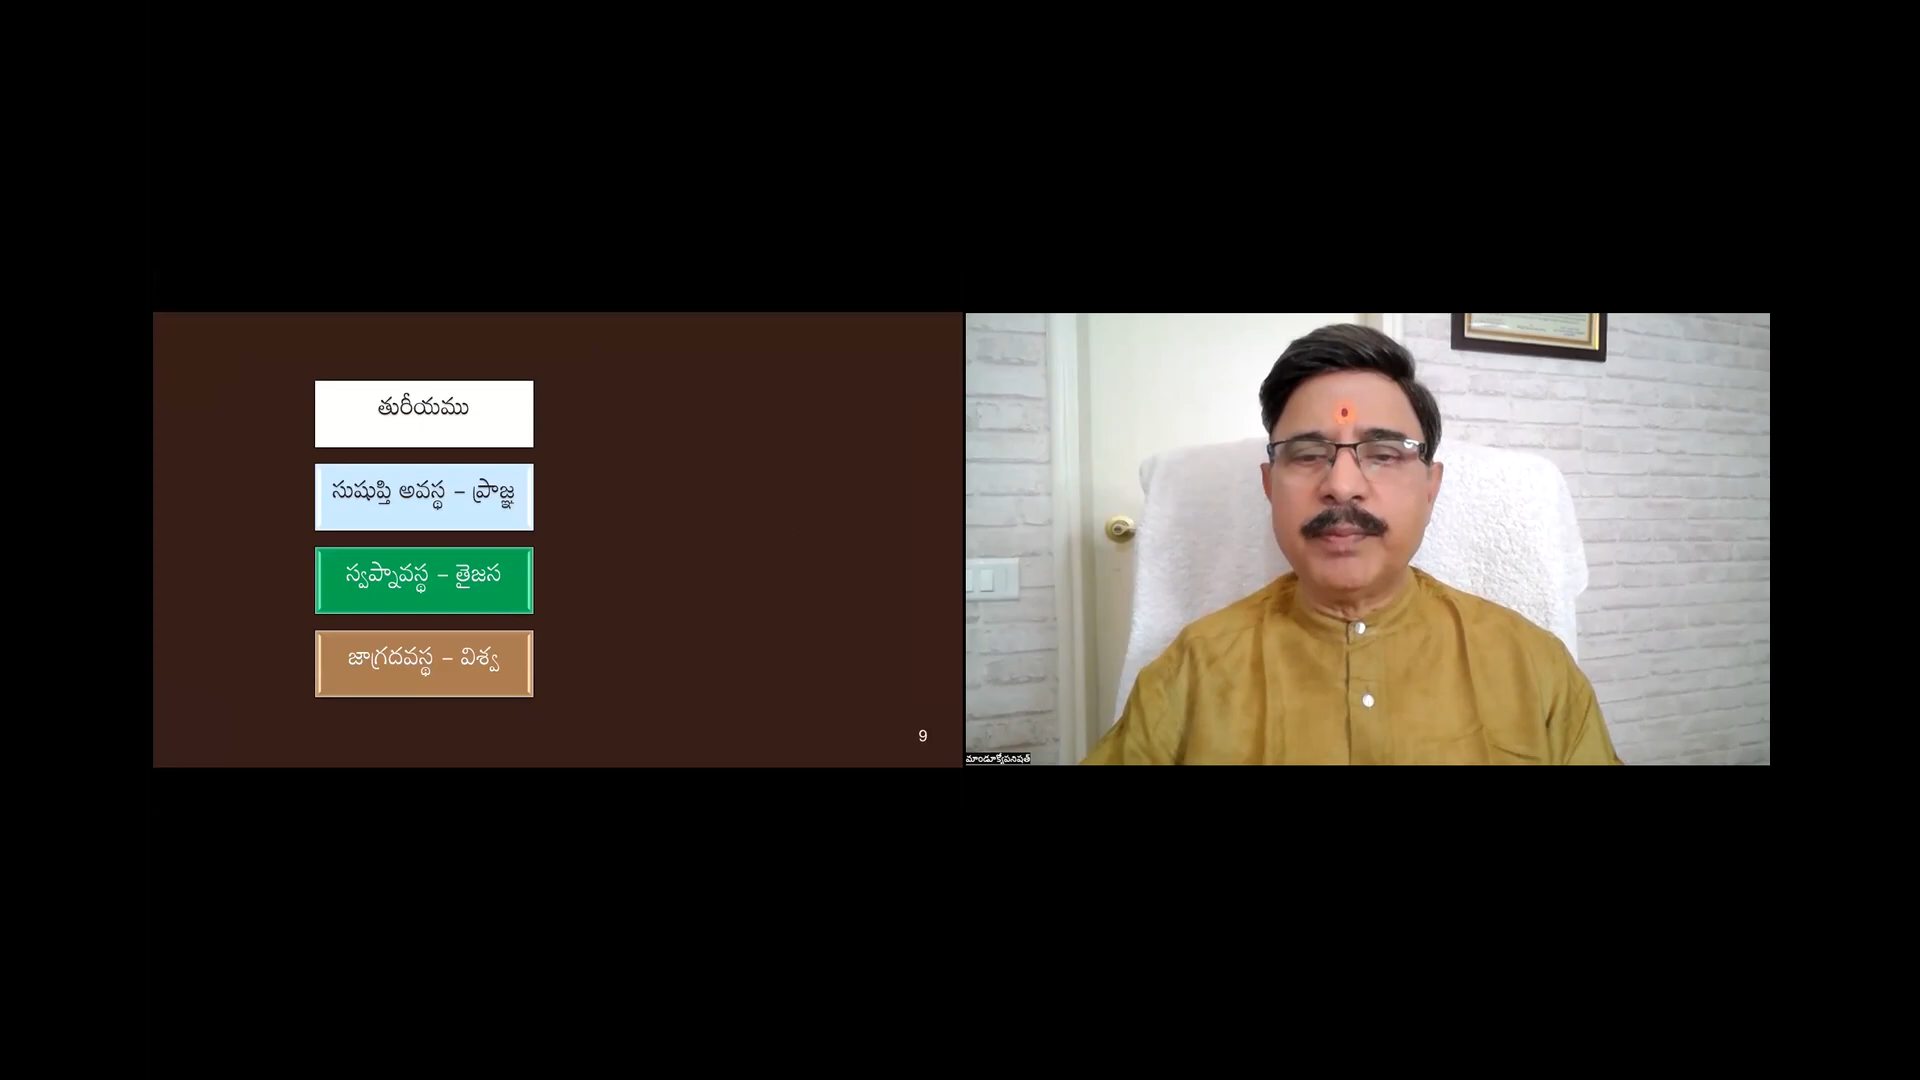 తురీయము
సుషుప్తి అవస్థ – ప్రాజ్ఞ
స్వప్నావస్థ – తైజస
జాగ్రదవస్థ – విశ్వ
9
మాండూక్యోపనిషత్